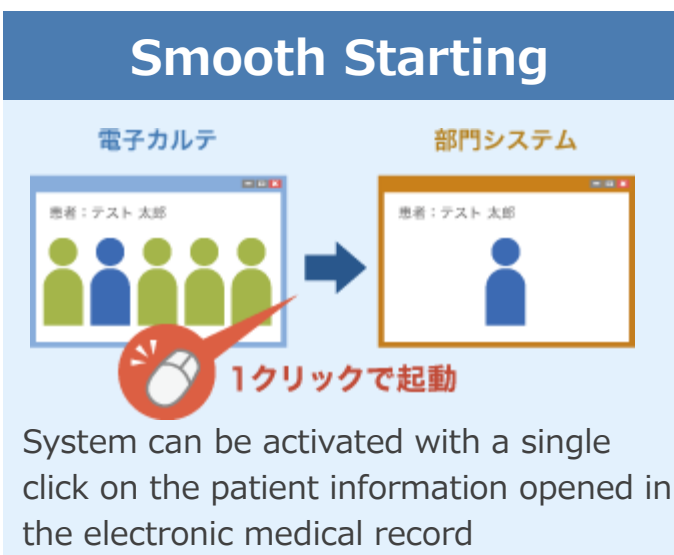 Smooth Starting
電子カルテ
部門システム
患者：テスト 太郎
患者：テスト 太郎
1クリックで起動
System can be activated with a single
click on the patient information opened in
the electronic medical record